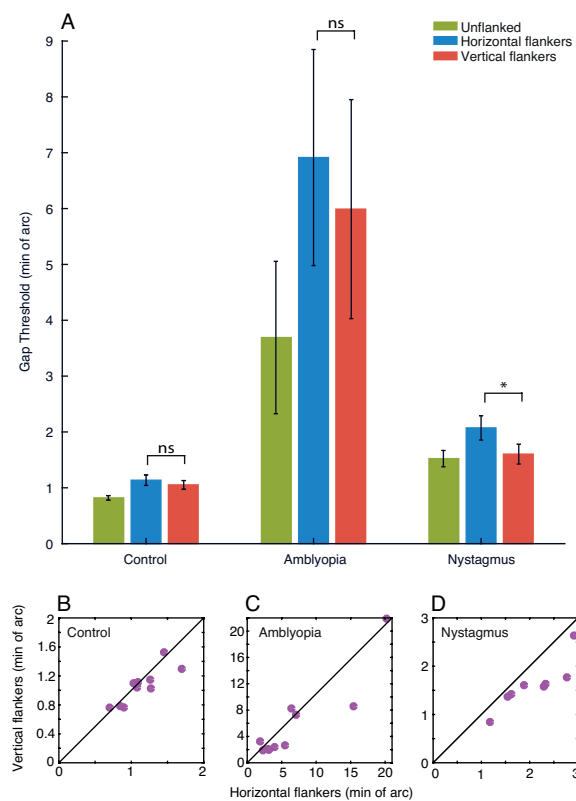 A
Unflanked
Horizontal flankers
Vertical flankers
Gap Threshold (min of arc)
9
8
7
6
5
4
3
2
1
0
ns
ns
*
Control
Amblyopia
Nystagmus
B
C
D
Vertical flankers (min of arc)
2
1.6
1.2
0.8
0.4
0
Control
0
1
2
20
16
12
8
4
Amblyopia
0
5
10
15
20
3
2
1
0
Nystagmus
0
1
2
3
Horizontal flankers (min of arc)